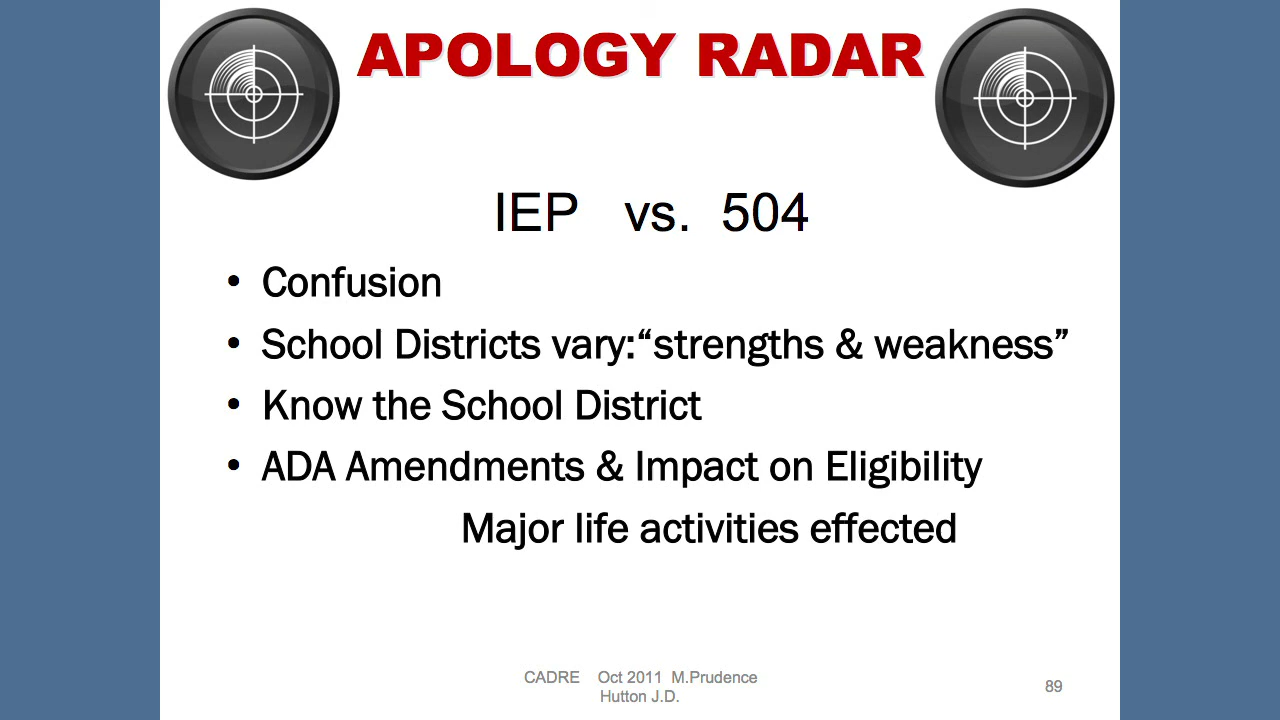 APOLOGY RADAR
IEP vs. 504
• Confusion
• School Districts vary:“strengths & weakness”
• Know the School District
• ADA Amendments & Impact on Eligibility
Major life activities effected
CADRE Oct 2011 M.Prudence
Hutton J.D.
89